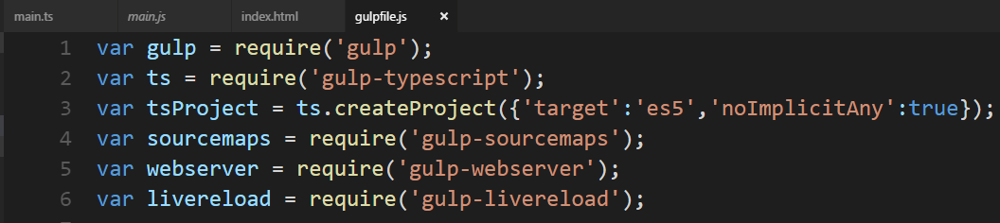 main.ts main.js index.html gulpfile.js ×
1 var gulp = require('gulp');
2 var ts = require('gulp-typescript');
3 var tsProject = ts.createProject({'target':'es5','noImplicitAny':true});
4 var sourcemaps = require('gulp-sourcemaps');
5 var webserver = require('gulp-webserver');
6 var livereload = require('gulp-livereload');